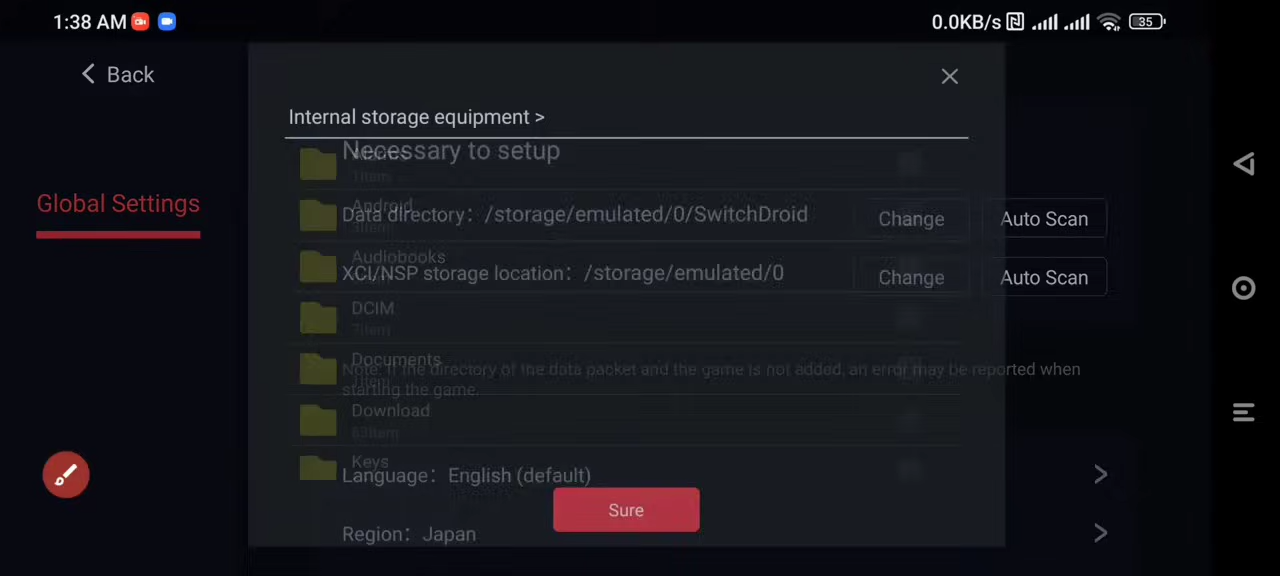 1:38 AM
0.0KB/s
35
Back
Internal storage equipment >
Necessary to setup
Alarms
1Item
Global Settings
Android
Data directory: /storage/emulated/0/SwitchDroid
Change
Auto Scan
Audiobooks
XCI/NSP storage location: /storage/emulated/0
Change
Auto Scan
DCIM
7Item
Documents
Note: If the directory of the data packet and the game is not added, an error may be reported when
starting the game.
Download
Keys
Language: English (default)
Sure
Region: Japan